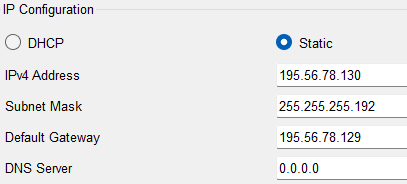 IP Configuration
DHCP Static
IPv4 Address 195.56.78.130
Subnet Mask 255.255.255.192
Default Gateway 195.56.78.129
DNS Server 0.0.0.0